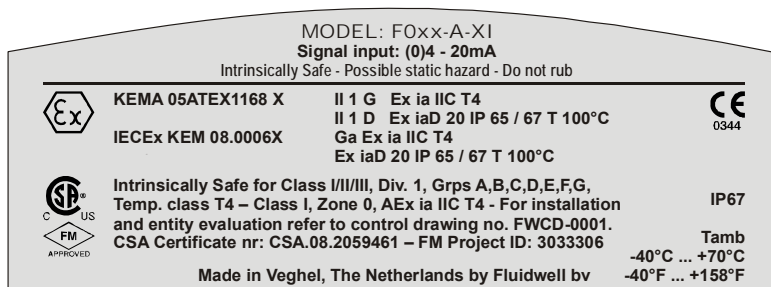 MODEL: F0xx-A-XI
Signal input: (0)4 - 20mA
Intrinsically Safe - Possible static hazard - Do not rub
Ex
KEMA 05ATEX1168 X II 1 G Ex ia IIC T4
II 1 D Ex iaD 20 IP 65 / 67 T 100°C
CE
0344
IECEx KEM 08.0006X Ga Ex ia IIC T4
Ex iaD 20 IP 65 / 67 T 100°C
SA ®
C US
Intrinsically Safe for Class I/II/III, Div. 1, Grps A,B,C,D,E,F,G,
Temp. class T4 – Class I, Zone 0, AEx ia IIC T4 - For installation
and entity evaluation refer to control drawing no. FWCD-0001.
CSA Certificate nr: CSA.08.2059461 – FM Project ID: 3033306
IP67
FM
APPROVED
Tamb
-40°C ... +70°C
Made in Veghel, The Netherlands by Fluidwell bv -40°F ... +158°F